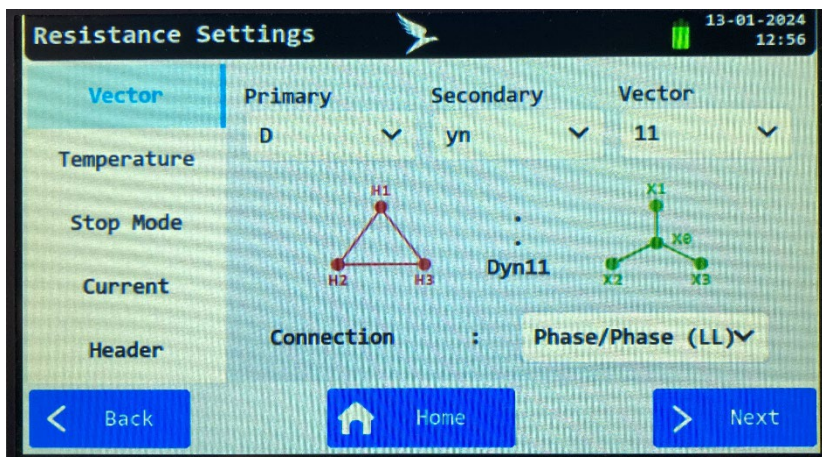 Resistance Settings
13-01-2024
12:56
Vector
Temperature
Stop Mode
Current
Header
Primary
Secondary
Vector
D
yn
11
H1
H2
H3
:
Dyn11
X1
X0
X2
X3
Connection : Phase/Phase (LL)
Back
Home
Next